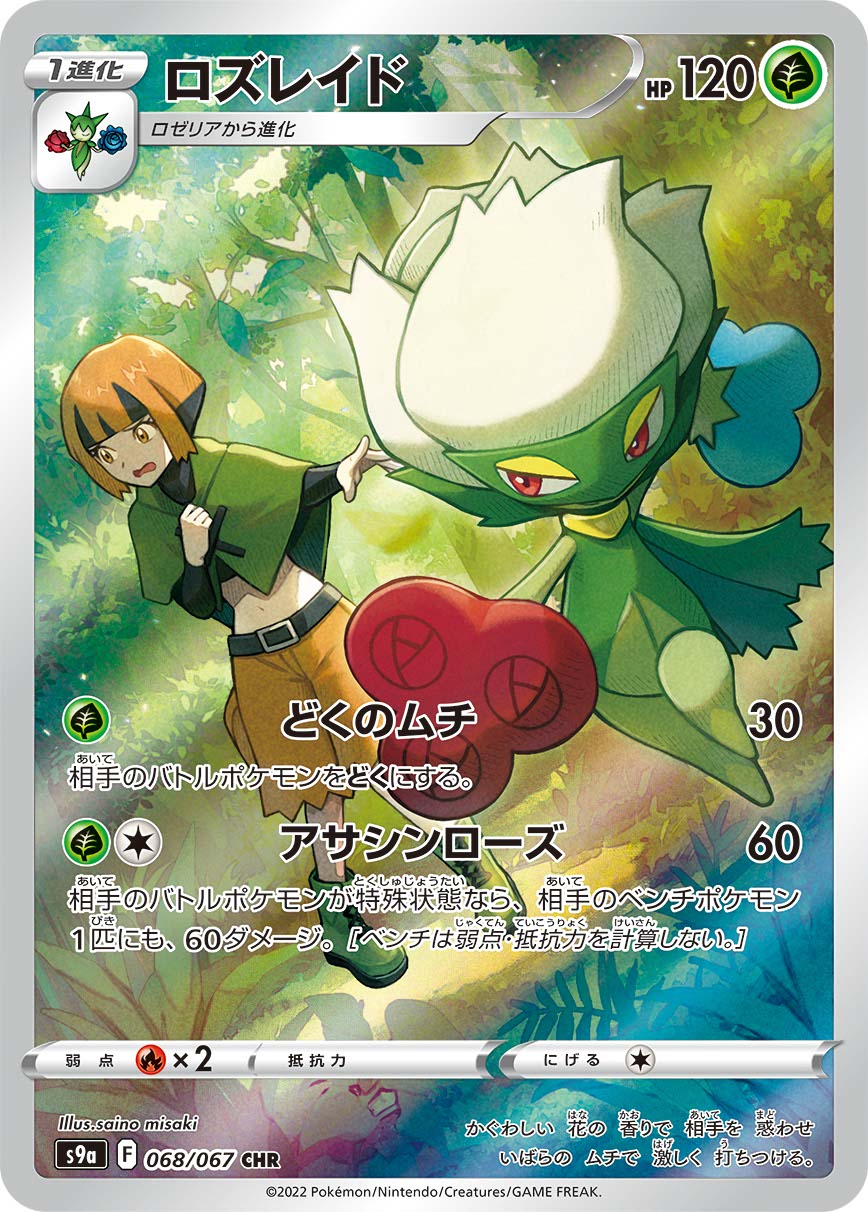 1進化
ロズレイド
HP 120
ロゼリアから進化
どくのムチ 30
相手のバトルポケモンをどくにする。
アサシンローズ 60
相手のバトルポケモンが特殊状態なら、相手のベンチポケモン
1匹にも、60ダメージ。[ベンチは弱点・抵抗力を計算しない。]
弱点 ×2 抵抗力 にげる
Illus.saino misaki
かぐわしい 花の 香りで 相手を 惑わせ
いばらの ムチで 激しく 打ちつける。
s9a F 068/067 CHR
©2022 Pokémon/Nintendo/Creatures/GAME FREAK.